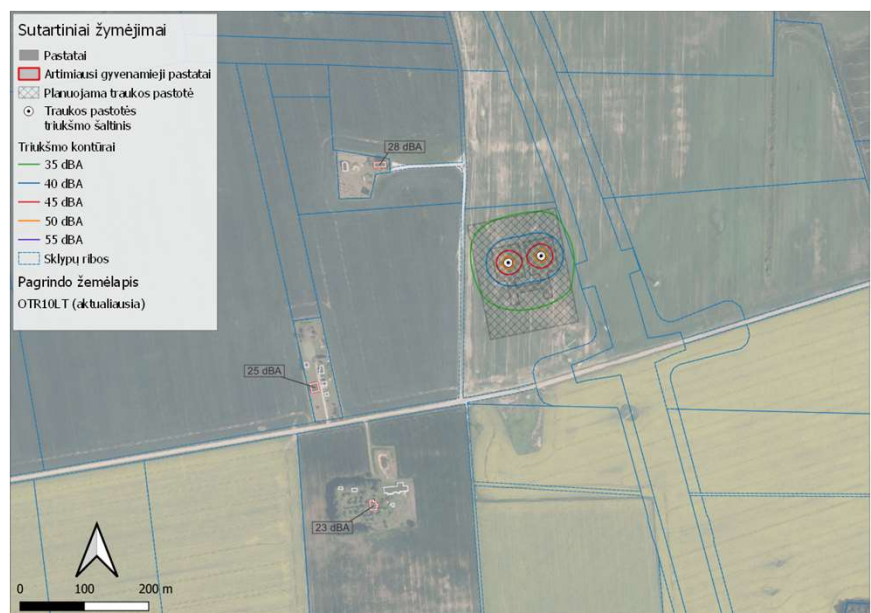 Sutartiniai žymėjimai
Pastatai
Artimiausi gyvenamieji pastatai
Planuojama traukos pastotė
Traukos pastotės
triukšmo šaltinis
Triukšmo kontūrai
35 dBA
40 dBA
45 dBA
50 dBA
55 dBA
Sklypų ribos
Pagrindo žemėlapis
OTR10LT (aktualiausia)
28 dBA
25 dBA
23 dBA
0 100 200 m